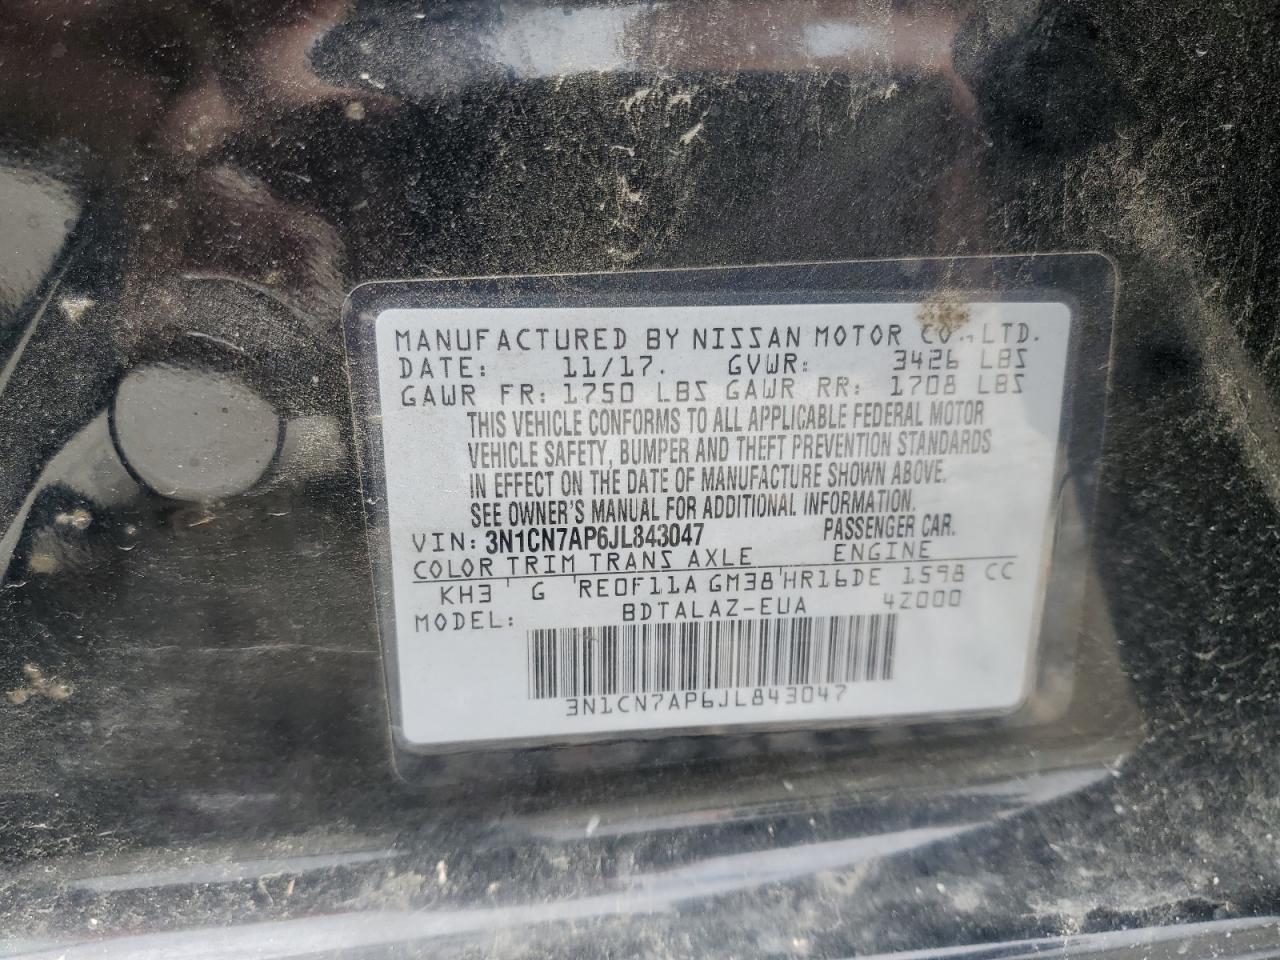 MANUFACTURED BY NISSAN MOTOR CO., LTD.
DATE: 11/17. GVWR: 3426 LBS
GAWR FR: 1750 LBS GAWR RR: 1708 LBS
THIS VEHICLE CONFORMS TO ALL APPLICABLE FEDERAL MOTOR
VEHICLE SAFETY, BUMPER AND THEFT PREVENTION STANDARDS
IN EFFECT ON THE DATE OF MANUFACTURE SHOWN ABOVE.
SEE OWNER'S MANUAL FOR ADDITIONAL INFORMATION.
VIN: 3N1CN7AP6JL843047 PASSENGER CAR.
COLOR TRIM TRANS AXLE ENGINE
KH3 ' G 'RE0F11A GM38'HR16DE 1598 CC
MODEL: BDTALAZ-EUA 4Z000
3N1CN7AP6JL843047